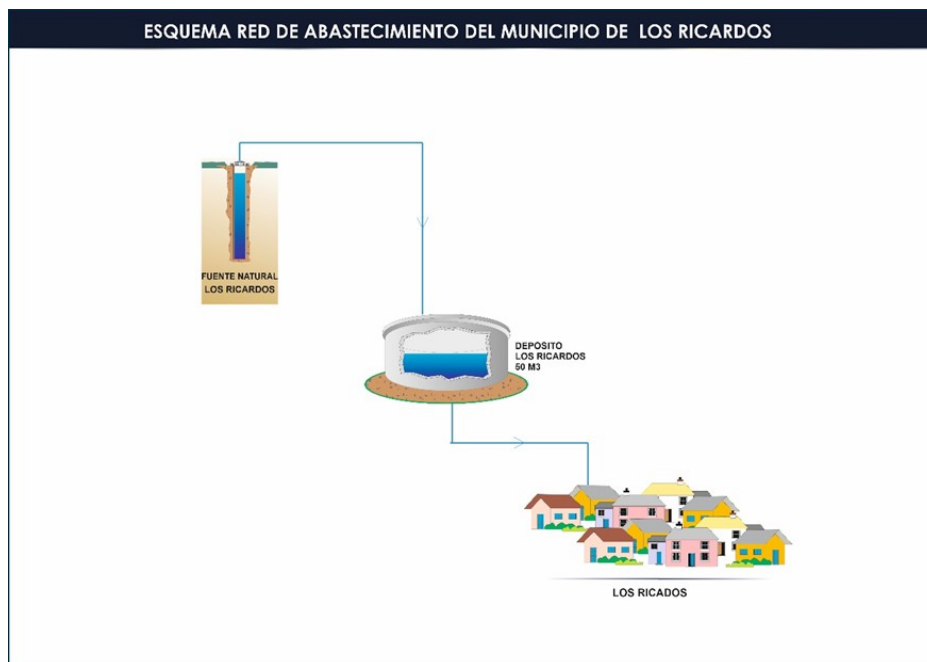 ESQUEMA RED DE ABASTECIMIENTO DEL MUNICIPIO DE LOS RICARDOS
FUENTE NATURAL
LOS RICARDOS
DEPOSITO
LOS RICARDOS
50 M3
LOS RICADOS